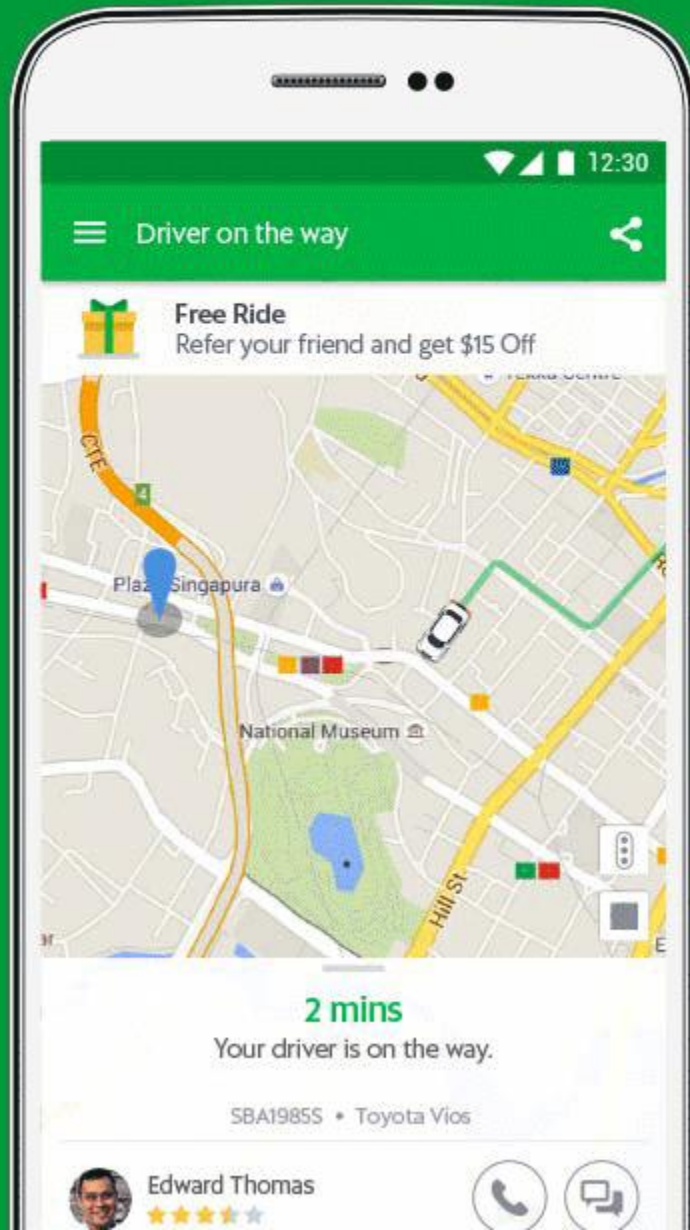 12:30
Driver on the way
Free Ride
Refer your friend and get $15 Off
CTE
4
Plaza Singapura
National Museum
Hill St
2 mins
Your driver is on the way.
SBA1985S • Toyota Vios
Edward Thomas